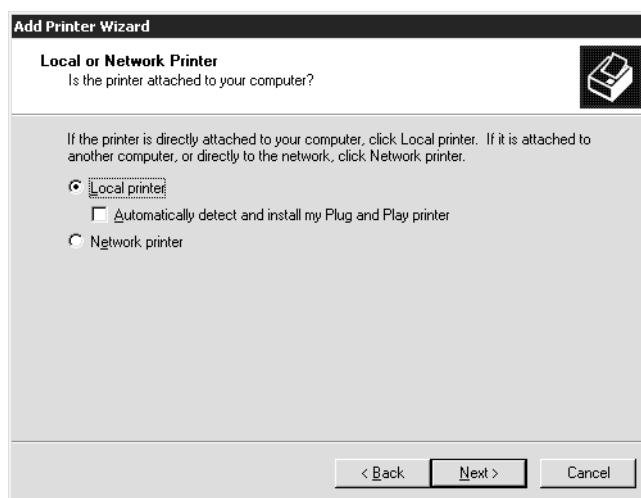 Add Printer Wizard
Local or Network Printer
Is the printer attached to your computer?
If the printer is directly attached to your computer, click Local printer.  If it is attached to
another computer, or directly to the network, click Network printer.
Local printer
Automatically detect and install my Plug and Play printer
Network printer
< Back
Next >
Cancel